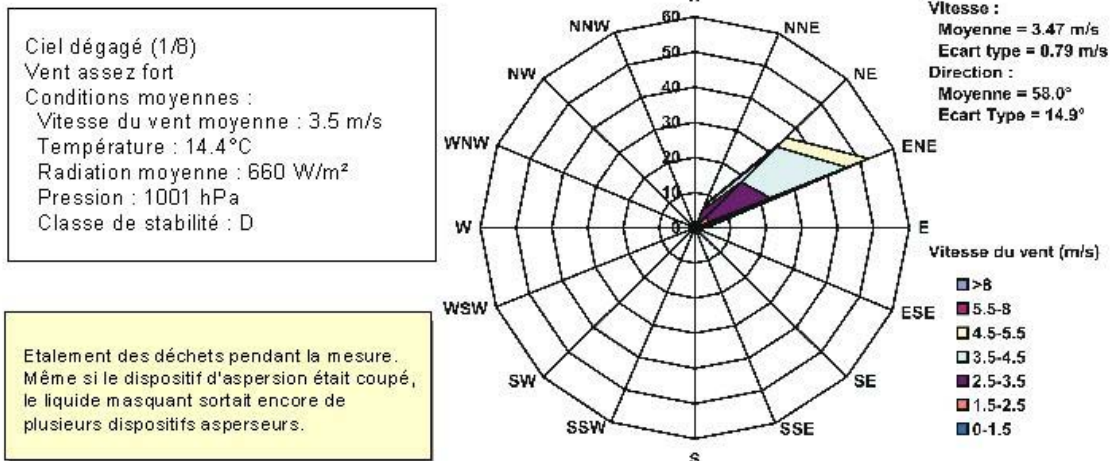 Ciel dégagé (1/8)
Vent assez fort
Conditions moyennes :
Vitesse du vent moyenne : 3.5 m/s
Température : 14.4°C
Radiation moyenne : 660 W/m²
Pression : 1001 hPa
Classe de stabilité : D
Etalement des déchets pendant la mesure.
Même si le dispositif d'aspersion était coupé,
le liquide masquant sortait encore de
plusieurs dispositifs asperseurs.
60
50
40
30
20
10
0
NNE
NE
ENE
E
ESE
SE
SSE
S
SSW
SW
WSW
W
WNW
NW
NNW
Vitesse :
Moyenne = 3.47 m/s
Ecart type = 0.79 m/s
Direction :
Moyenne = 58.0°
Ecart Type = 14.9°
Vitesse du vent (m/s)
>8
5.5-8
4.5-5.5
3.5-4.5
2.5-3.5
1.5-2.5
0-1.5